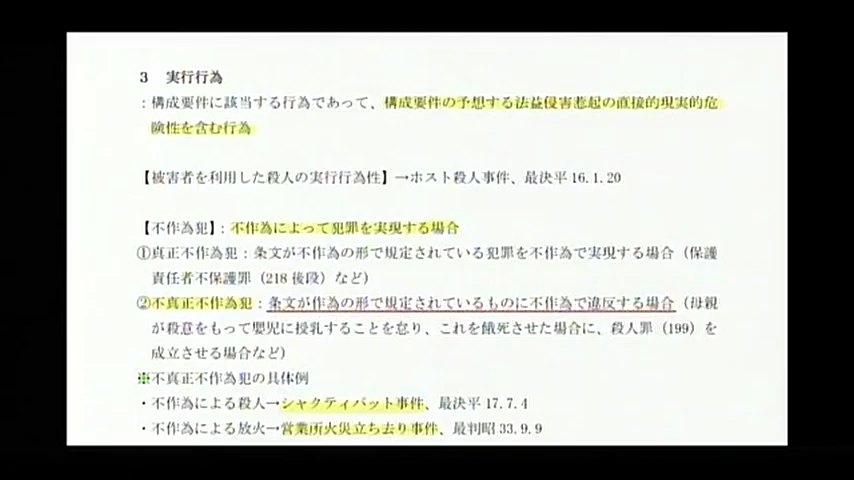 3 実行行為
：構成要件に該当する行為であって、構成要件の予想する法益侵害惹起の直接的現実的危
険性を含む行為
【被害者を利用した殺人の実行行為性】→ホスト殺人事件、最決平 16.1.20
【不作為犯】：不作為によって犯罪を実現する場合
①真正不作為犯：条文が不作為の形で規定されている犯罪を不作為で実現する場合（保護
責任者不保護罪（218 後段）など）
②不真正不作為犯：条文が作為の形で規定されているものに不作為で違反する場合（母親
が殺意をもって嬰児に授乳することを怠り、これを餓死させた場合に、殺人罪（199）を
成立させる場合など）
※不真正不作為犯の具体例
・不作為による殺人→シャクティパット事件、最決平 17.7.4
・不作為による放火→営業所火災立ち去り事件、最判昭 33.9.9